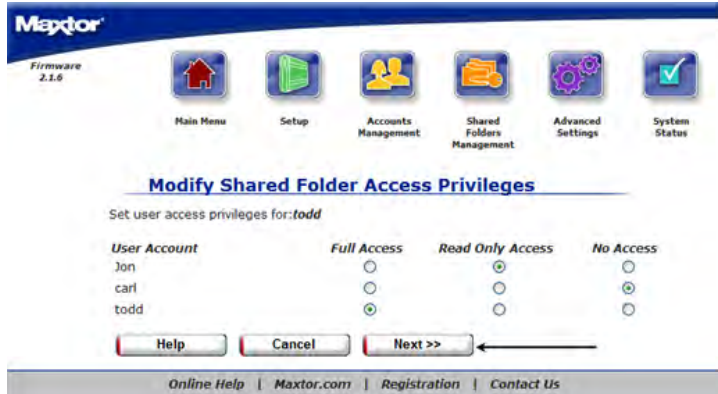 Maxtor
Firmware
2.1.6
Main Menu
Setup
Accounts
Management
Shared
Folders
Management
Advanced
Settings
System
Status
Modify Shared Folder Access Privileges
Set user access privileges for:todd
User Account Full Access Read Only Access No Access
Jon
carl
todd
Help Cancel Next >>
Online Help | Maxtor.com | Registration | Contact Us